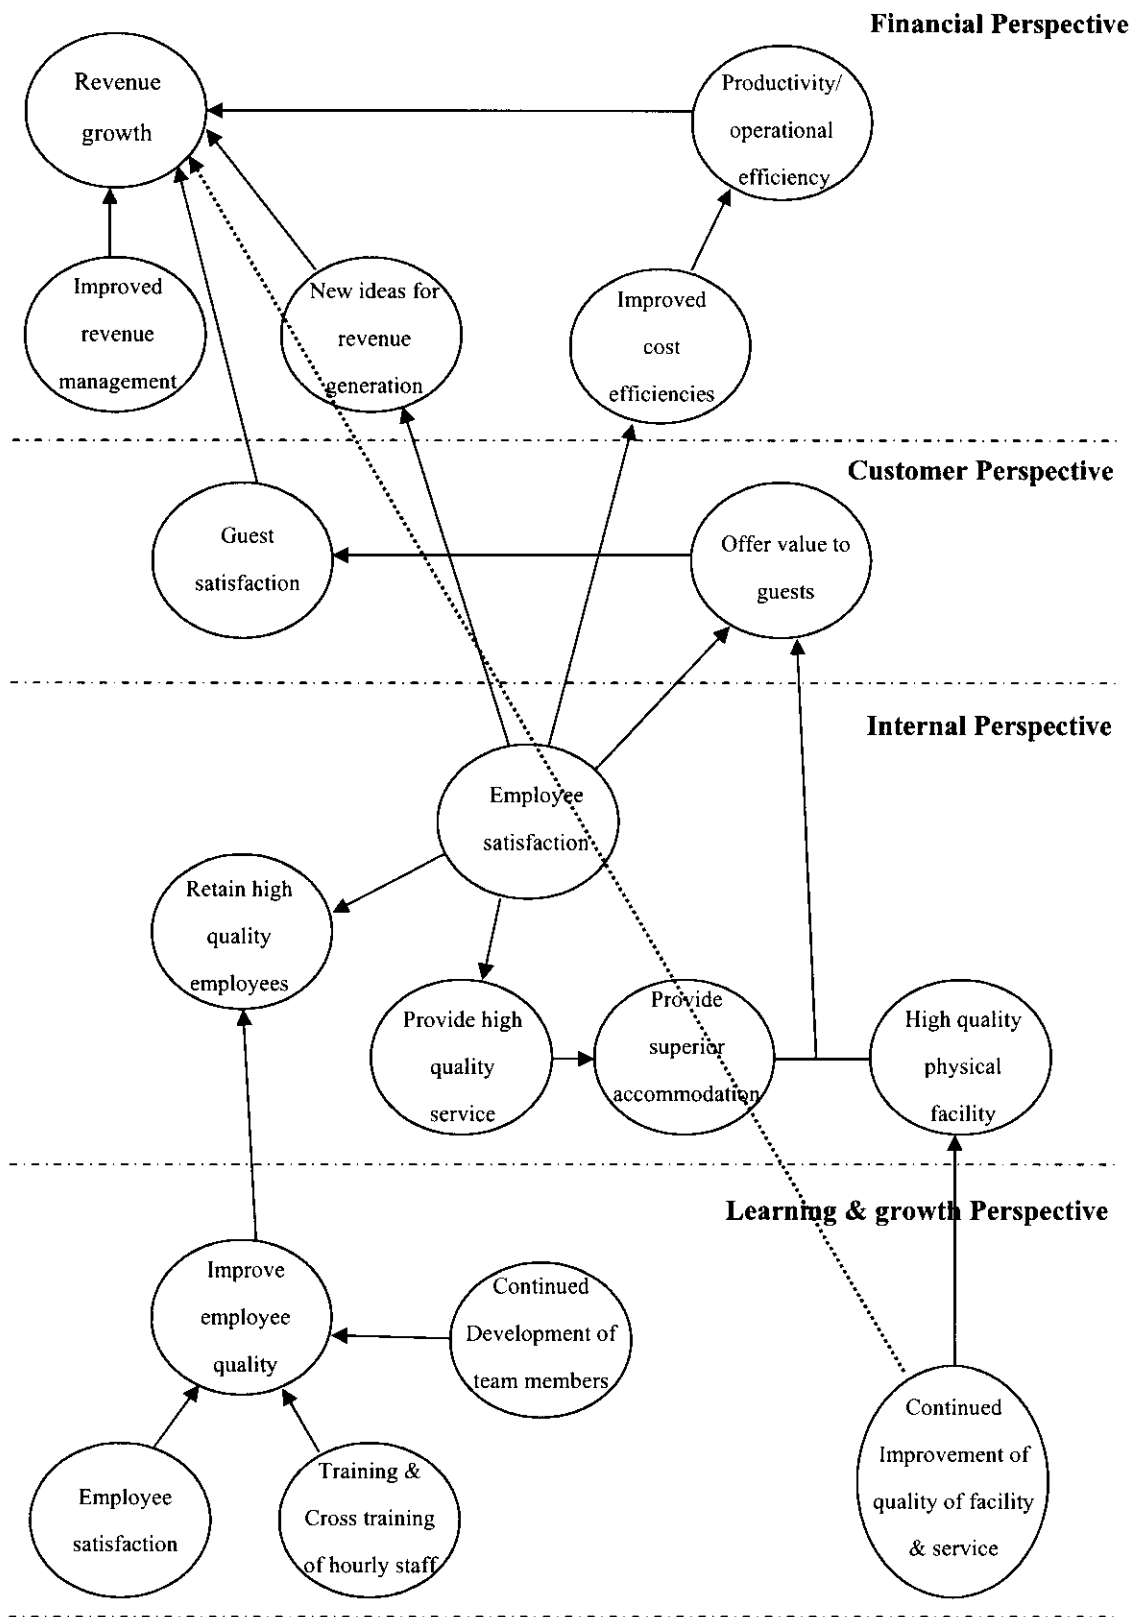 Financial Perspective
Revenue
growth
Productivity/
operational
efficiency
Improved
revenue
management
New ideas for
revenue
generation
Improved
cost
efficiencies
Customer Perspective
Guest
satisfaction
Offer value to
guests
Internal Perspective
Employee
satisfaction
Retain high
quality
employees
Provide high
quality
service
Provide
superior
accommodation
High quality
physical
facility
Learning & growth Perspective
Improve
employee
quality
Continued
Development of
team members
Employee
satisfaction
Training &
Cross training
of hourly staff
Continued
Improvement of
quality of facility
& service